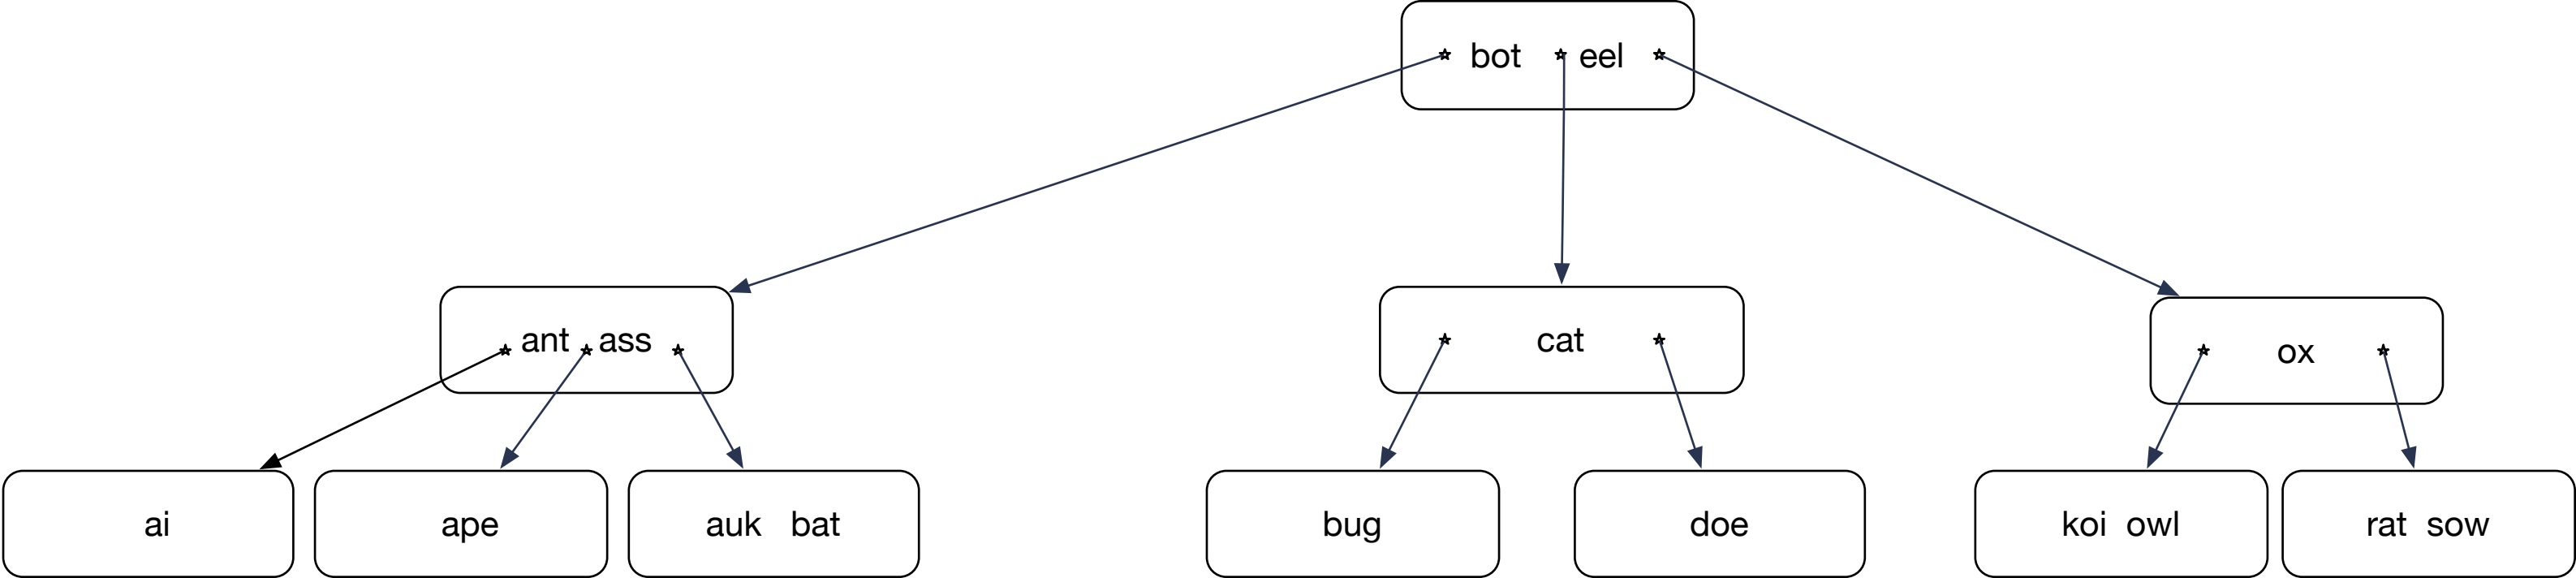 bot eel
ant ass
cat
ox
ai
ape
auk bat
bug
doe
koi owl
rat sow